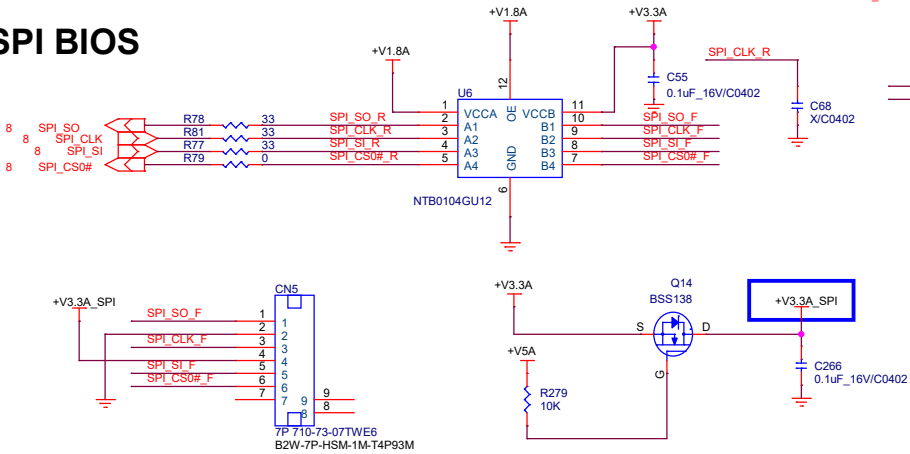 SPI BIOS
+V1.8A
+V1.8A
+V3.3A
SPI_CLK_R
C55
0.1uF_16V/C0402
C68
X/C0402
U6
12
1
2
3
4
5
VCCA
A1
A2
A3
A4
OE
GND
VCCB
B1
B2
B3
B4
11
10
9
8
7
6
NTB0104GU12
8 SPI_SO R78 33 SPI_SO_R SPI_SO_F
8 SPI_CLK R81 33 SPI_CLK_R SPI_CLK_F
8 SPI_SI R77 33 SPI_SI_R SPI_SI_F
8 SPI_CS0# R79 0 SPI_CS0#_R SPI_CS0#_F
+V3.3A_SPI
CN5
SPI_SO_F 1 1
2 2
SPI_CLK_F 3 3
4 4
SPI_SI_F 5 5
SPI_CS0#_F 6 6
7 7 9 9
8 8
7P 710-73-07TWE6
B2W-7P-HSM-1M-T4P93M
+V3.3A
Q14
BSS138
S
D
G
+V3.3A_SPI
+V5A
R279
10K
C266
0.1uF_16V/C0402